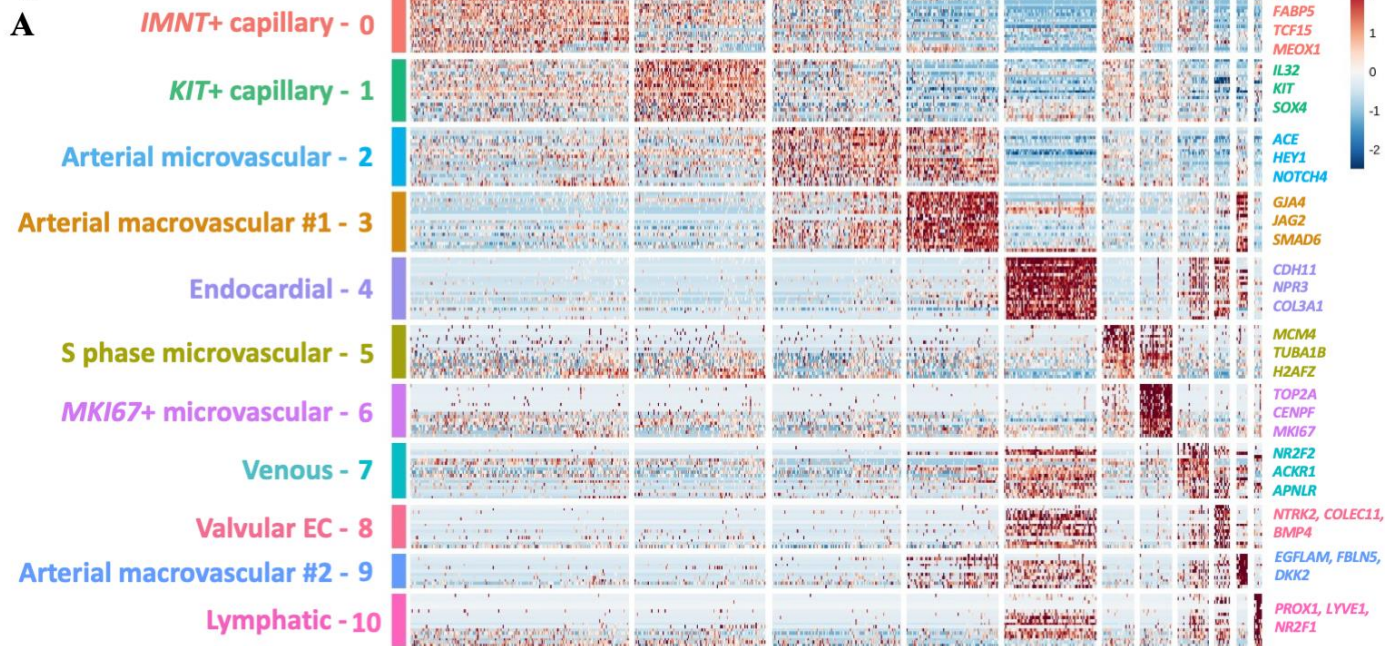 A
IMNT+ capillary - 0
FABP5
TCF15
MEOX1
1
0
-1
-2
KIT+ capillary - 1
IL32
KIT
SOX4
Arterial microvascular - 2
ACE
HEY1
NOTCH4
Arterial macrovascular #1 - 3
GJA4
JAG2
SMAD6
Endocardial - 4
CDH11
NPR3
COL3A1
S phase microvascular - 5
MCM4
TUBA1B
H2AFZ
MKI67+ microvascular - 6
TOP2A
CENPF
MKI67
Venous - 7
NR2F2
ACKR1
APNLR
Valvular EC - 8
NTRK2, COLEC11,
BMP4
Arterial macrovascular #2 - 9
EGFLAM, FBLN5,
DKK2
Lymphatic - 10
PROX1, LYVE1,
NR2F1